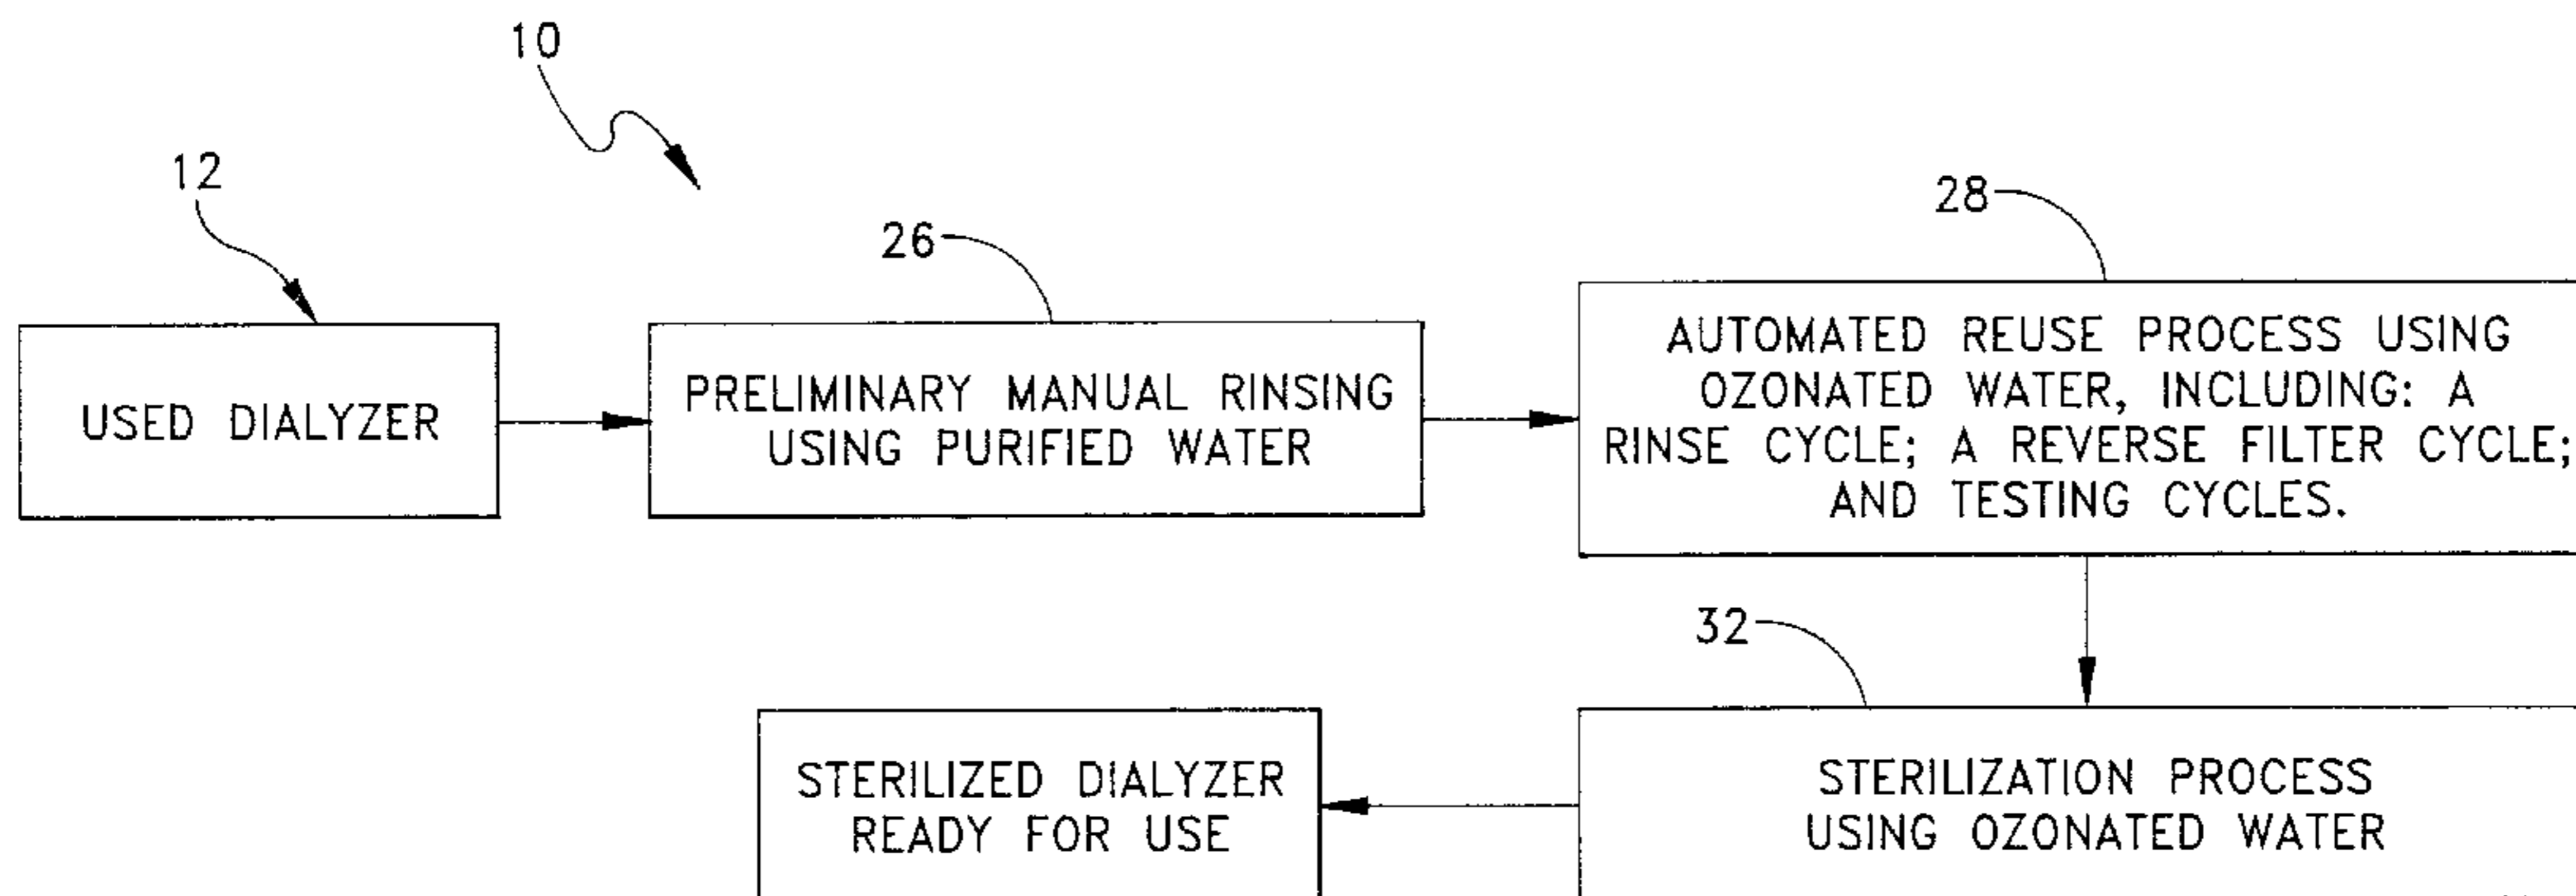 10
12
26
28
USED DIALYZER
PRELIMINARY MANUAL RINSING
USING PURIFIED WATER
AUTOMATED REUSE PROCESS USING
OZONATED WATER, INCLUDING: A
RINSE CYCLE; A REVERSE FILTER CYCLE;
AND TESTING CYCLES.
32
STERILIZATION PROCESS
USING OZONATED WATER
STERILIZED DIALYZER
READY FOR USE